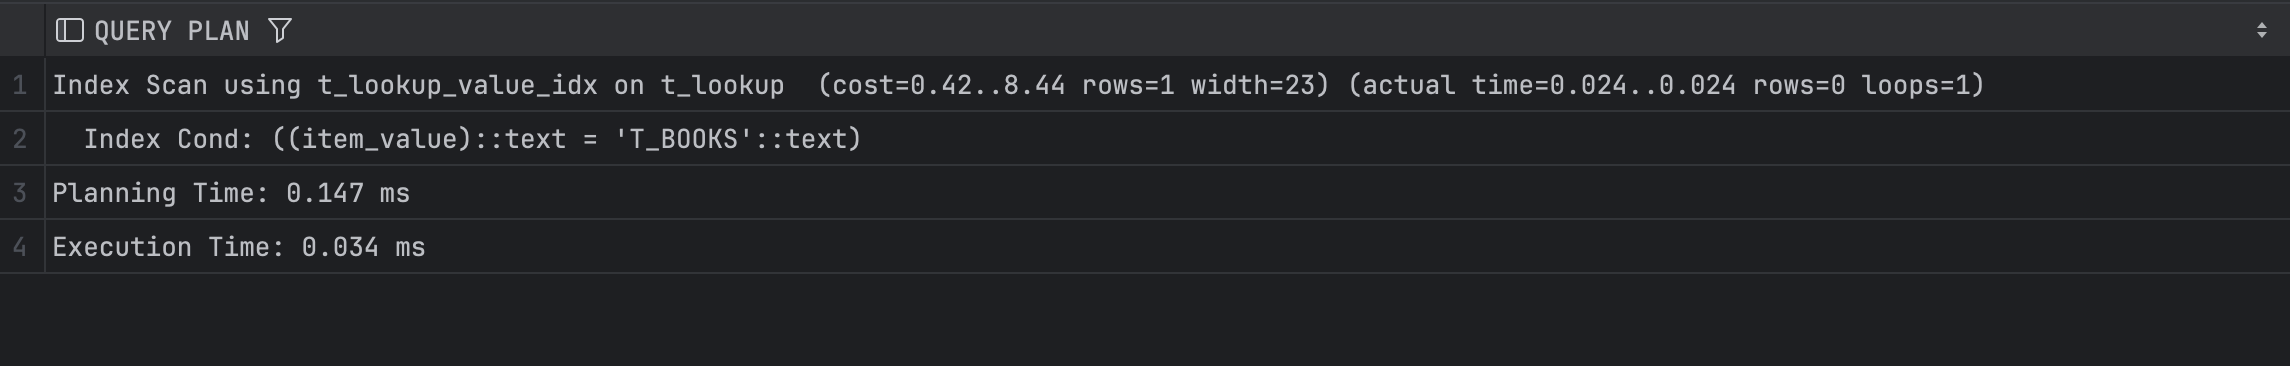 QUERY PLAN
1 Index Scan using t_lookup_value_idx on t_lookup  (cost=0.42..8.44 rows=1 width=23) (actual time=0.024..0.024 rows=0 loops=1)
2   Index Cond: ((item_value)::text = 'T_BOOKS'::text)
3 Planning Time: 0.147 ms
4 Execution Time: 0.034 ms